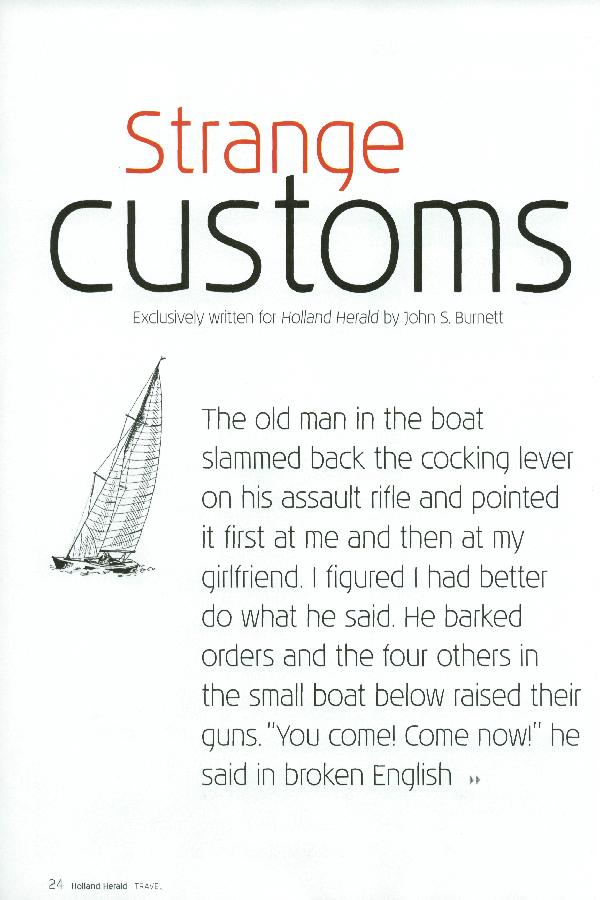 Strange
customs
Exclusively written for Holland Herald by John S. Burnett
The old man in the boat
slammed back the cocking lever
on his assault rifle and pointed
it first at me and then at my
girlfriend. I figured I had better
do what he said. He barked
orders and the four others in
the small boat below raised their
guns. "You come! Come now!" he
said in broken English »
24 Holland Herald TRAVEL